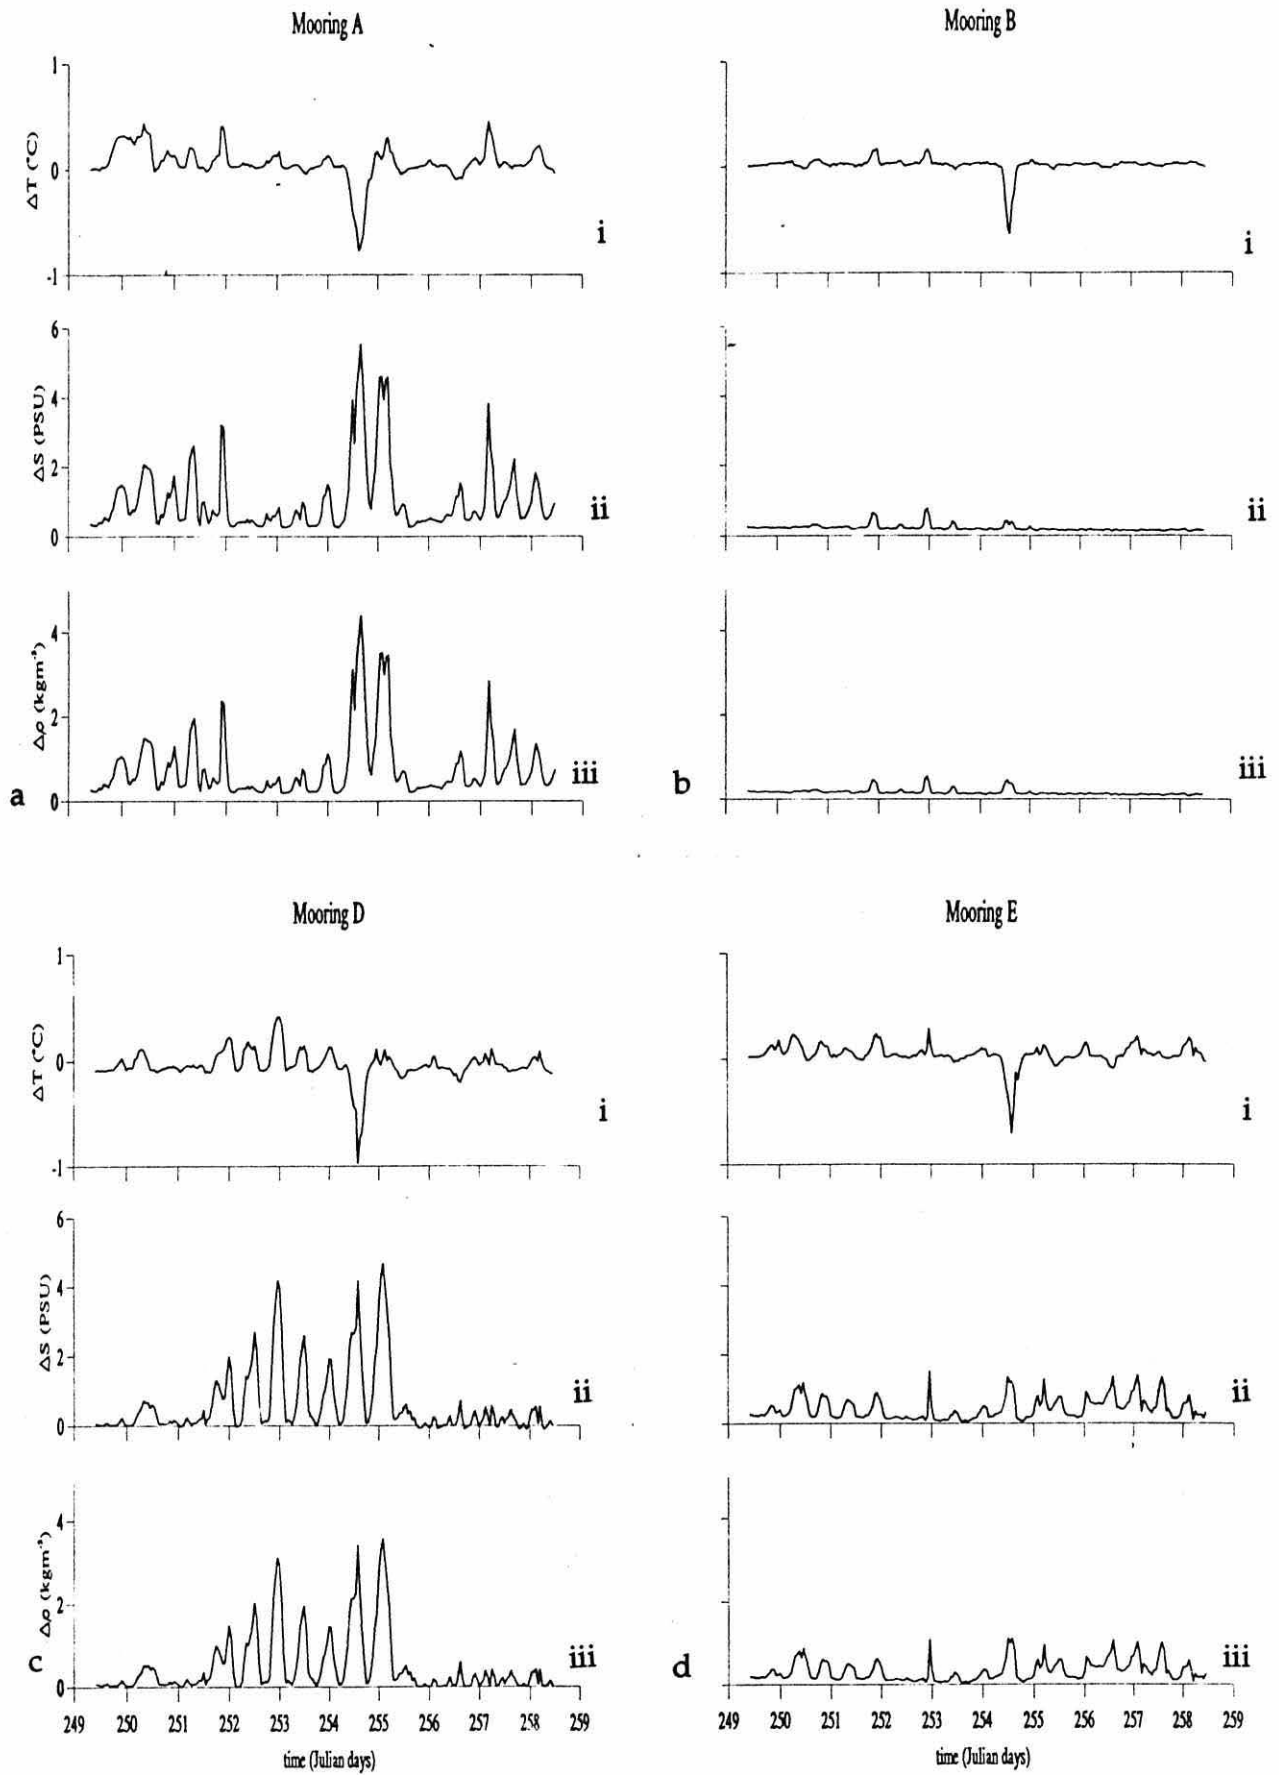 Mooring A
1
0
-1
ΔT (°C)
i
6
4
2
0
ΔS (PSU)
ii
4
2
0
Δρ (kgm⁻³)
iii
a
Mooring B
i
ii
iii
b
Mooring D
1
0
-1
ΔT (°C)
i
6
4
2
0
ΔS (PSU)
ii
4
2
0
Δρ (kgm⁻³)
iii
c
249 250 251 252 253 254 255 256 257 258 259
time (Julian days)
Mooring E
i
ii
iii
d
249 250 251 252 253 254 255 256 257 258 259
time (Julian days)